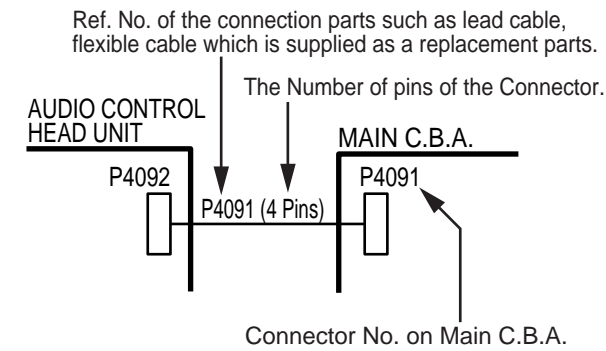 Ref. No. of the connection parts such as lead cable,
flexible cable which is supplied as a replacement parts.
The Number of pins of the Connector.
AUDIO CONTROL
HEAD UNIT
MAIN C.B.A.
P4092
P4091 (4 Pins)
P4091
Connector No. on Main C.B.A.